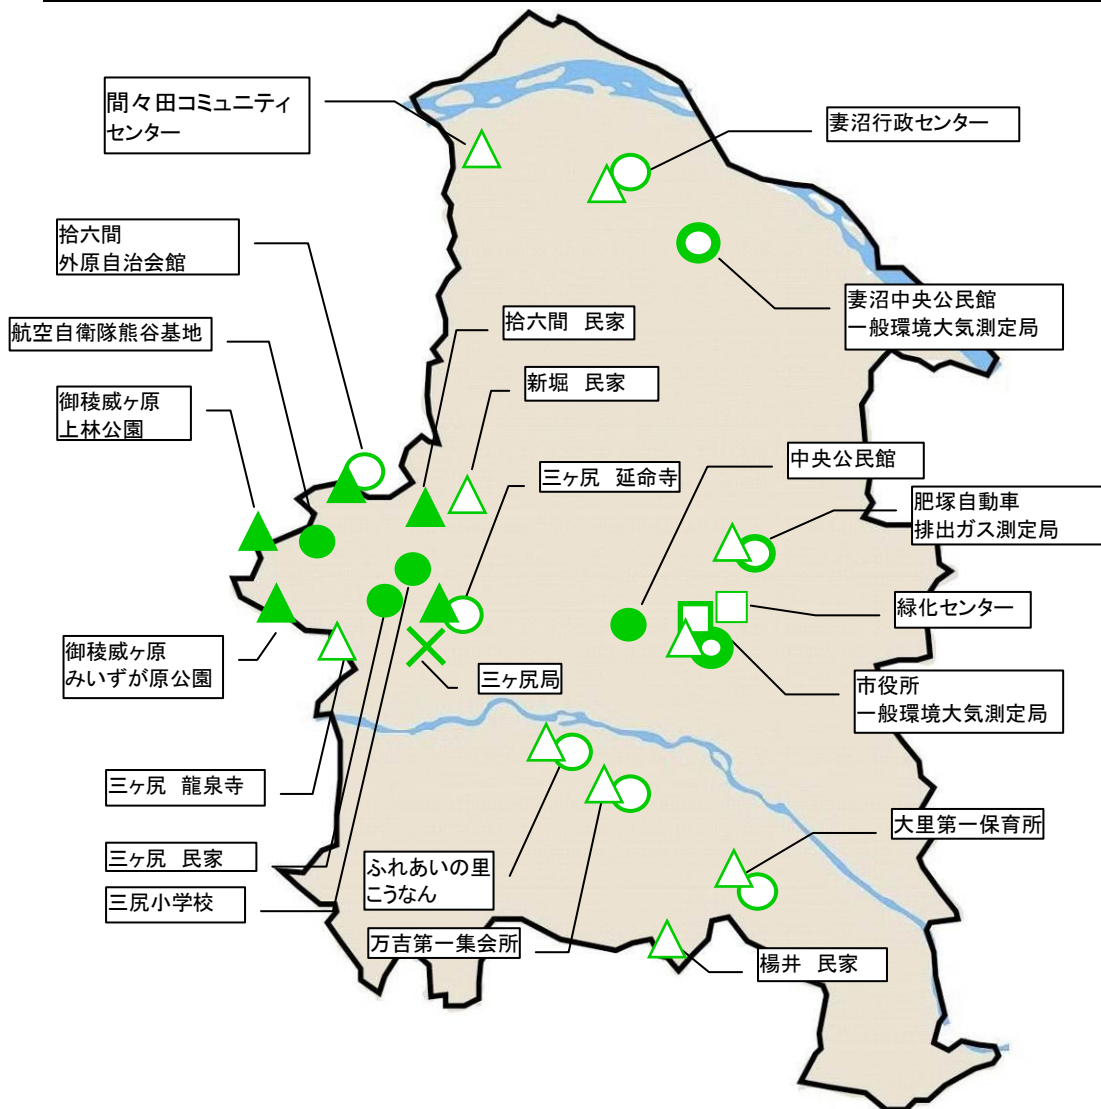 間々田コミュニティ
センター
妻沼行政センター
拾六間
外原自治会館
妻沼中央公民館
一般環境大気測定局
拾六間 民家
航空自衛隊熊谷基地
新堀 民家
御稜威ヶ原
上林公園
中央公民館
三ヶ尻 延命寺
肥塚自動車
排出ガス測定局
緑化センター
御稜威ヶ原
みいずが原公園
三ヶ尻局
市役所
一般環境大気測定局
三ヶ尻 龍泉寺
大里第一保育所
三ヶ尻 民家
ふれあいの里
こうなん
三尻小学校
万吉第一集会所
楊井 民家